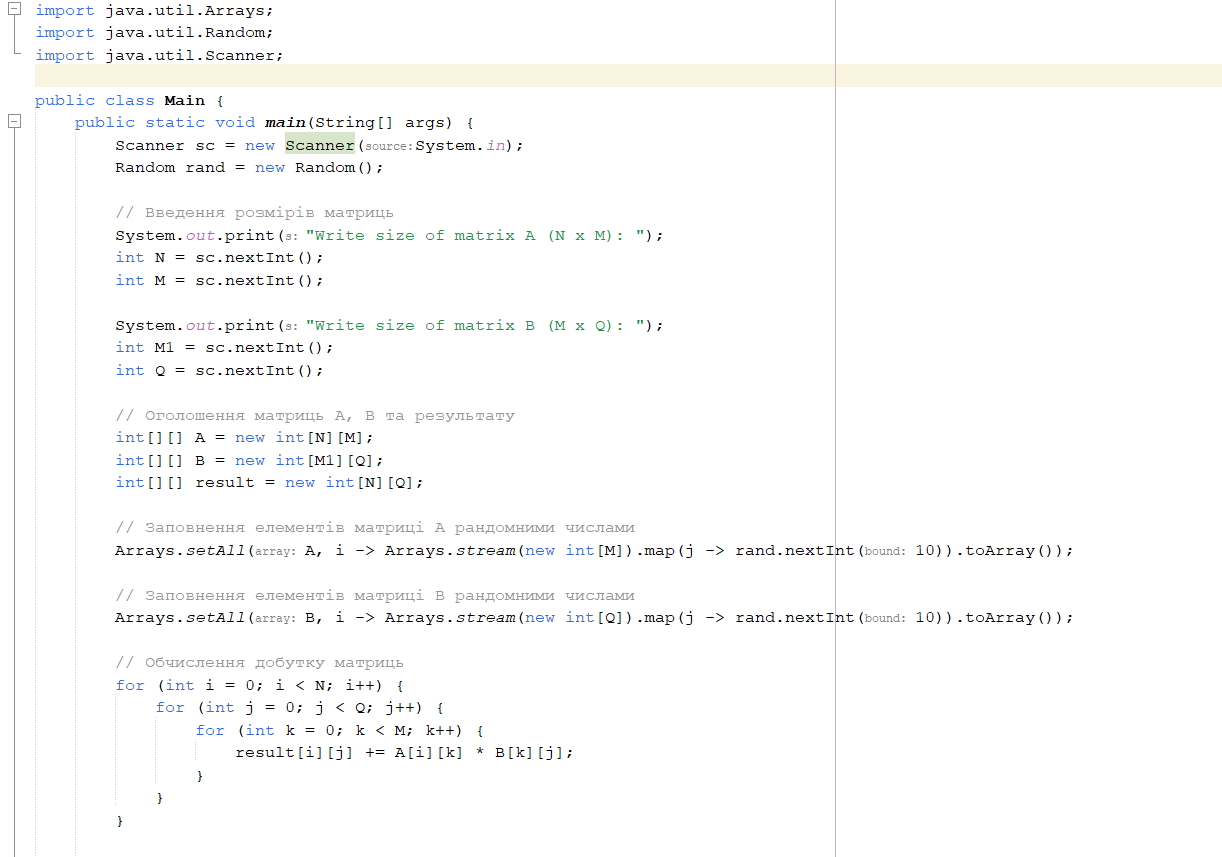 import java.util.Arrays;
import java.util.Random;
import java.util.Scanner;
public class Main {
public static void main(String[] args) {
Scanner sc = new Scanner(source: System.in);
Random rand = new Random();
// Введення розмірів матриць
System.out.print(s: "Write size of matrix A (N x M): ");
int N = sc.nextInt();
int M = sc.nextInt();
System.out.print(s: "Write size of matrix B (M x Q): ");
int M1 = sc.nextInt();
int Q = sc.nextInt();
// Оголошення матриць A, B та результату
int[][] A = new int[N][M];
int[][] B = new int[M1][Q];
int[][] result = new int[N][Q];
// Заповнення елементів матриці A рандомними числами
Arrays.setAll(array: A, i -> Arrays.stream(new int[M]).map(j -> rand.nextInt(bound: 10)).toArray());
// Заповнення елементів матриці B рандомними числами
Arrays.setAll(array: B, i -> Arrays.stream(new int[Q]).map(j -> rand.nextInt(bound: 10)).toArray());
// Обчислення добутку матриць
for (int i = 0; i < N; i++) {
for (int j = 0; j < Q; j++) {
for (int k = 0; k < M; k++) {
result[i][j] += A[i][k] * B[k][j];
}
}
}